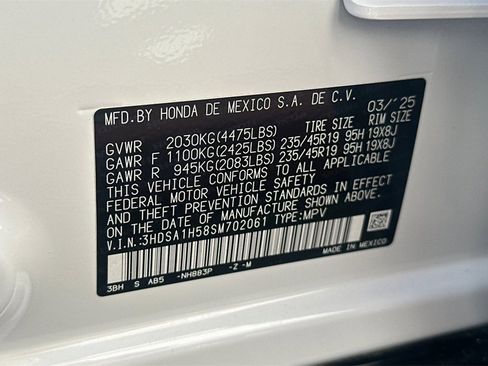 MFD.BY HONDA DE MEXICO S.A. DE C.V. 03/'25
TIRE SIZE RIM SIZE
GVWR 2030KG(4475LBS)
GAWR F 1100KG(2425LBS) 235/45R19 95H 19X8J
GAWR R 945KG(2083LBS) 235/45R19 95H 19X8J
THIS VEHICLE CONFORMS TO ALL APPLICABLE
FEDERAL MOTOR VEHICLE SAFETY
AND THEFT PREVENTION STANDARDS IN EFFECT
ON THE DATE OF MANUFACTURE SHOWN ABOVE.
V.I.N.:3HDSA1H58SM702061 TYPE:MPV
3BH S AB5 -NH883P -Z -M MADE IN MEXICO